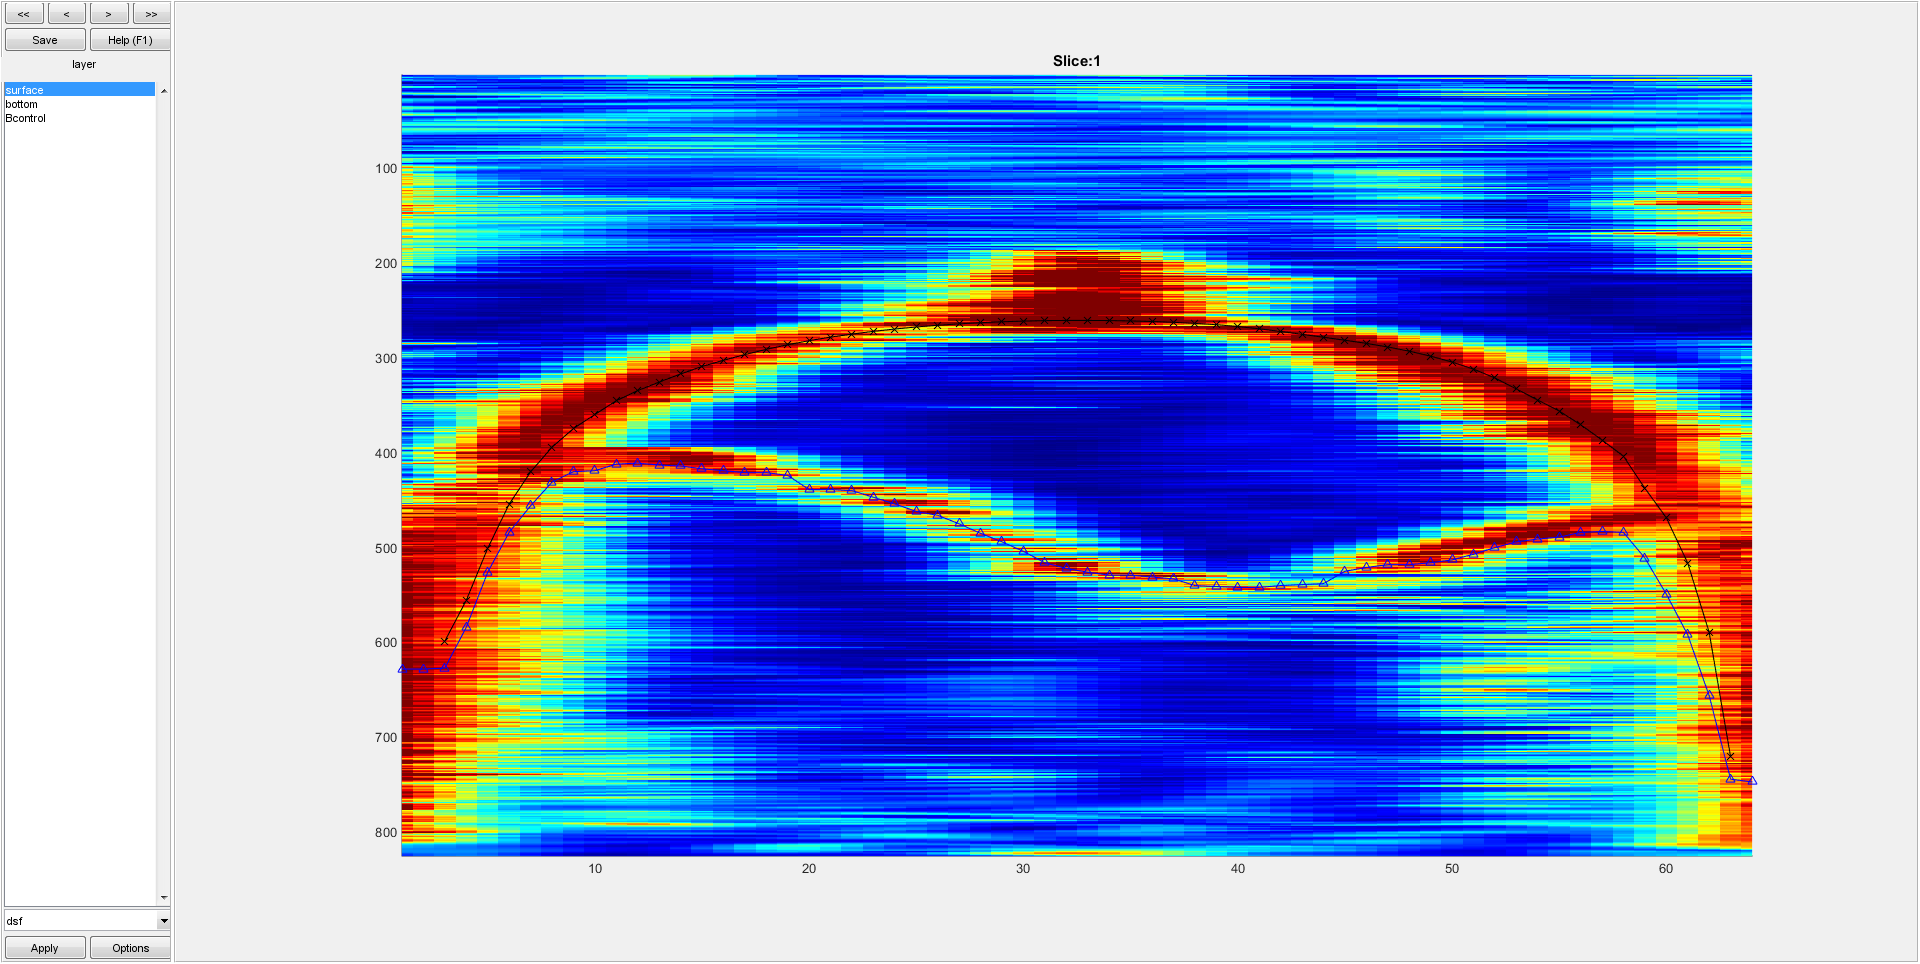 << < > >>
Save Help (F1)
layer
surface
bottom
Bcontrol
dsf
Apply Options
Slice:1
100
200
300
400
500
600
700
800
10 20 30 40 50 60